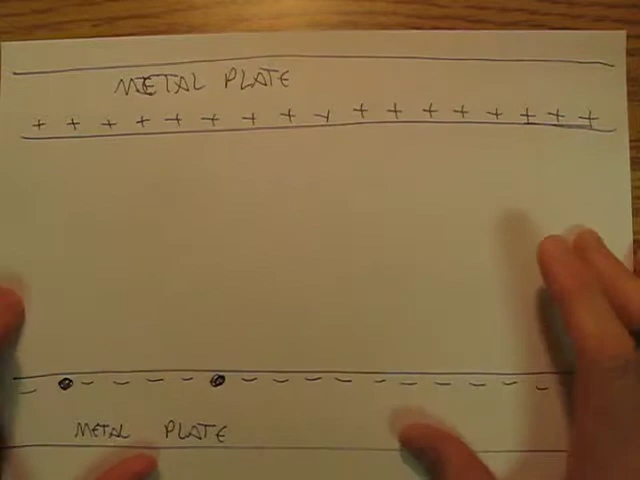 METAL PLATE
+ + + + + + + + + + + + + + + + +
- - - - - - - - - - - - - - -
METAL PLATE